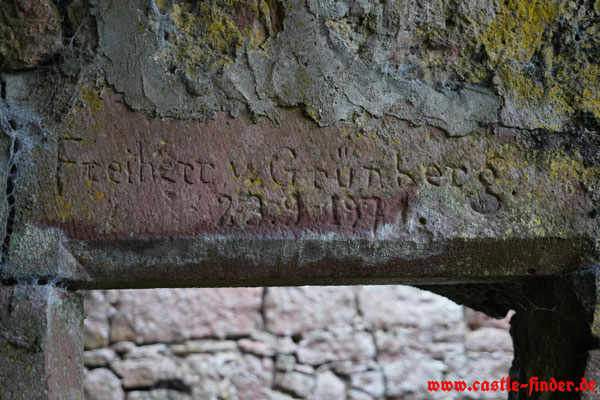 Freiherr v. Grünberg.
23.9.1971.
www.castle-finder.de